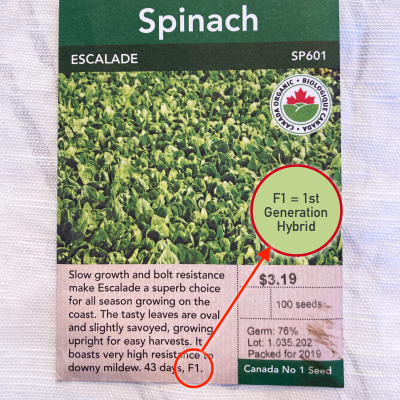 Spinach
ESCALADE
SP601
CANADA ORGANIC • BIOLOGIQUE CANADA •
F1 = 1st
Generation
Hybrid
Slow growth and bolt resistance
make Escalade a superb choice
for all season growing on the
coast. The tasty leaves are oval
and slightly savoyed, growing
upright for easy harvests. It
boasts very high resistance to
downy mildew. 43 days, F1.
$3.19
100 seeds
Germ: 76%
Lot: 1.035.202
Packed for 2019
Canada No 1 Seed